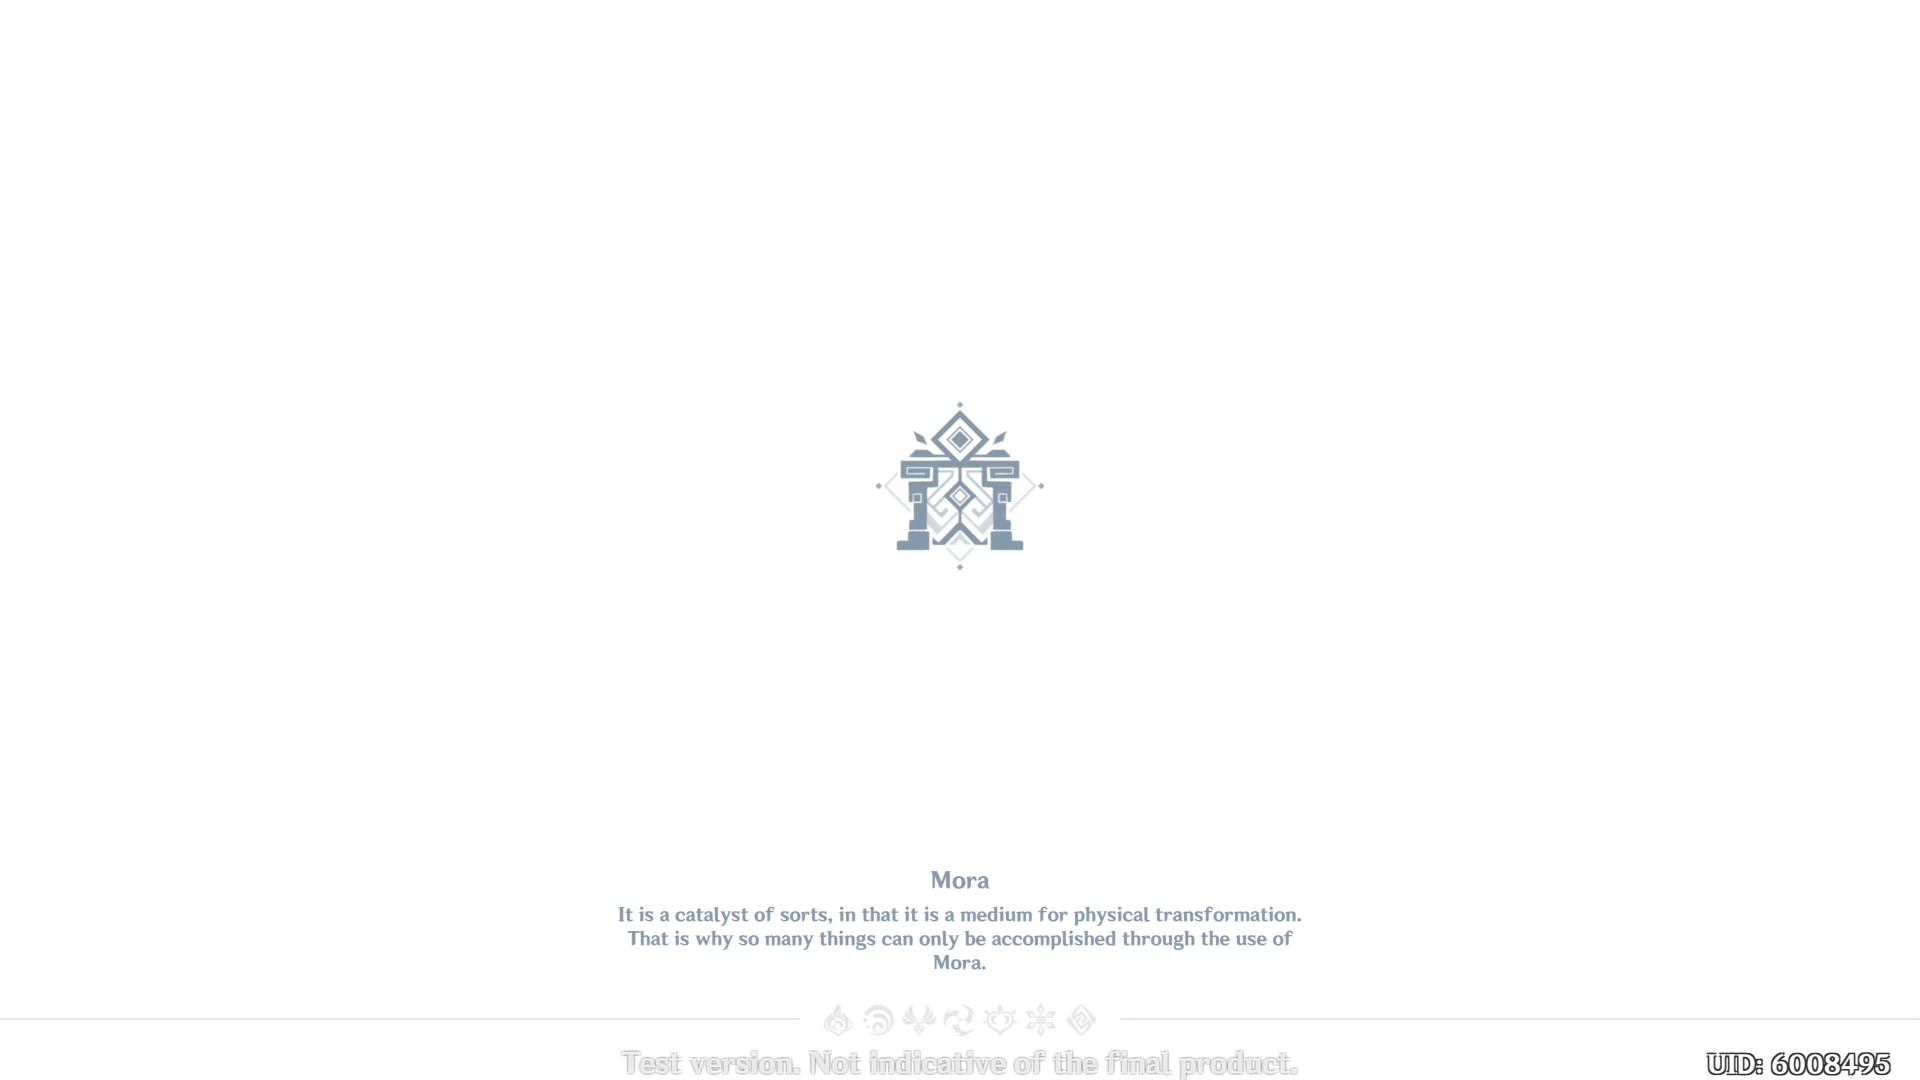 Mora
It is a catalyst of sorts, in that it is a medium for physical transformation.
That is why so many things can only be accomplished through the use of
Mora.
Test version. Not indicative of the final product.
UID: 6008495